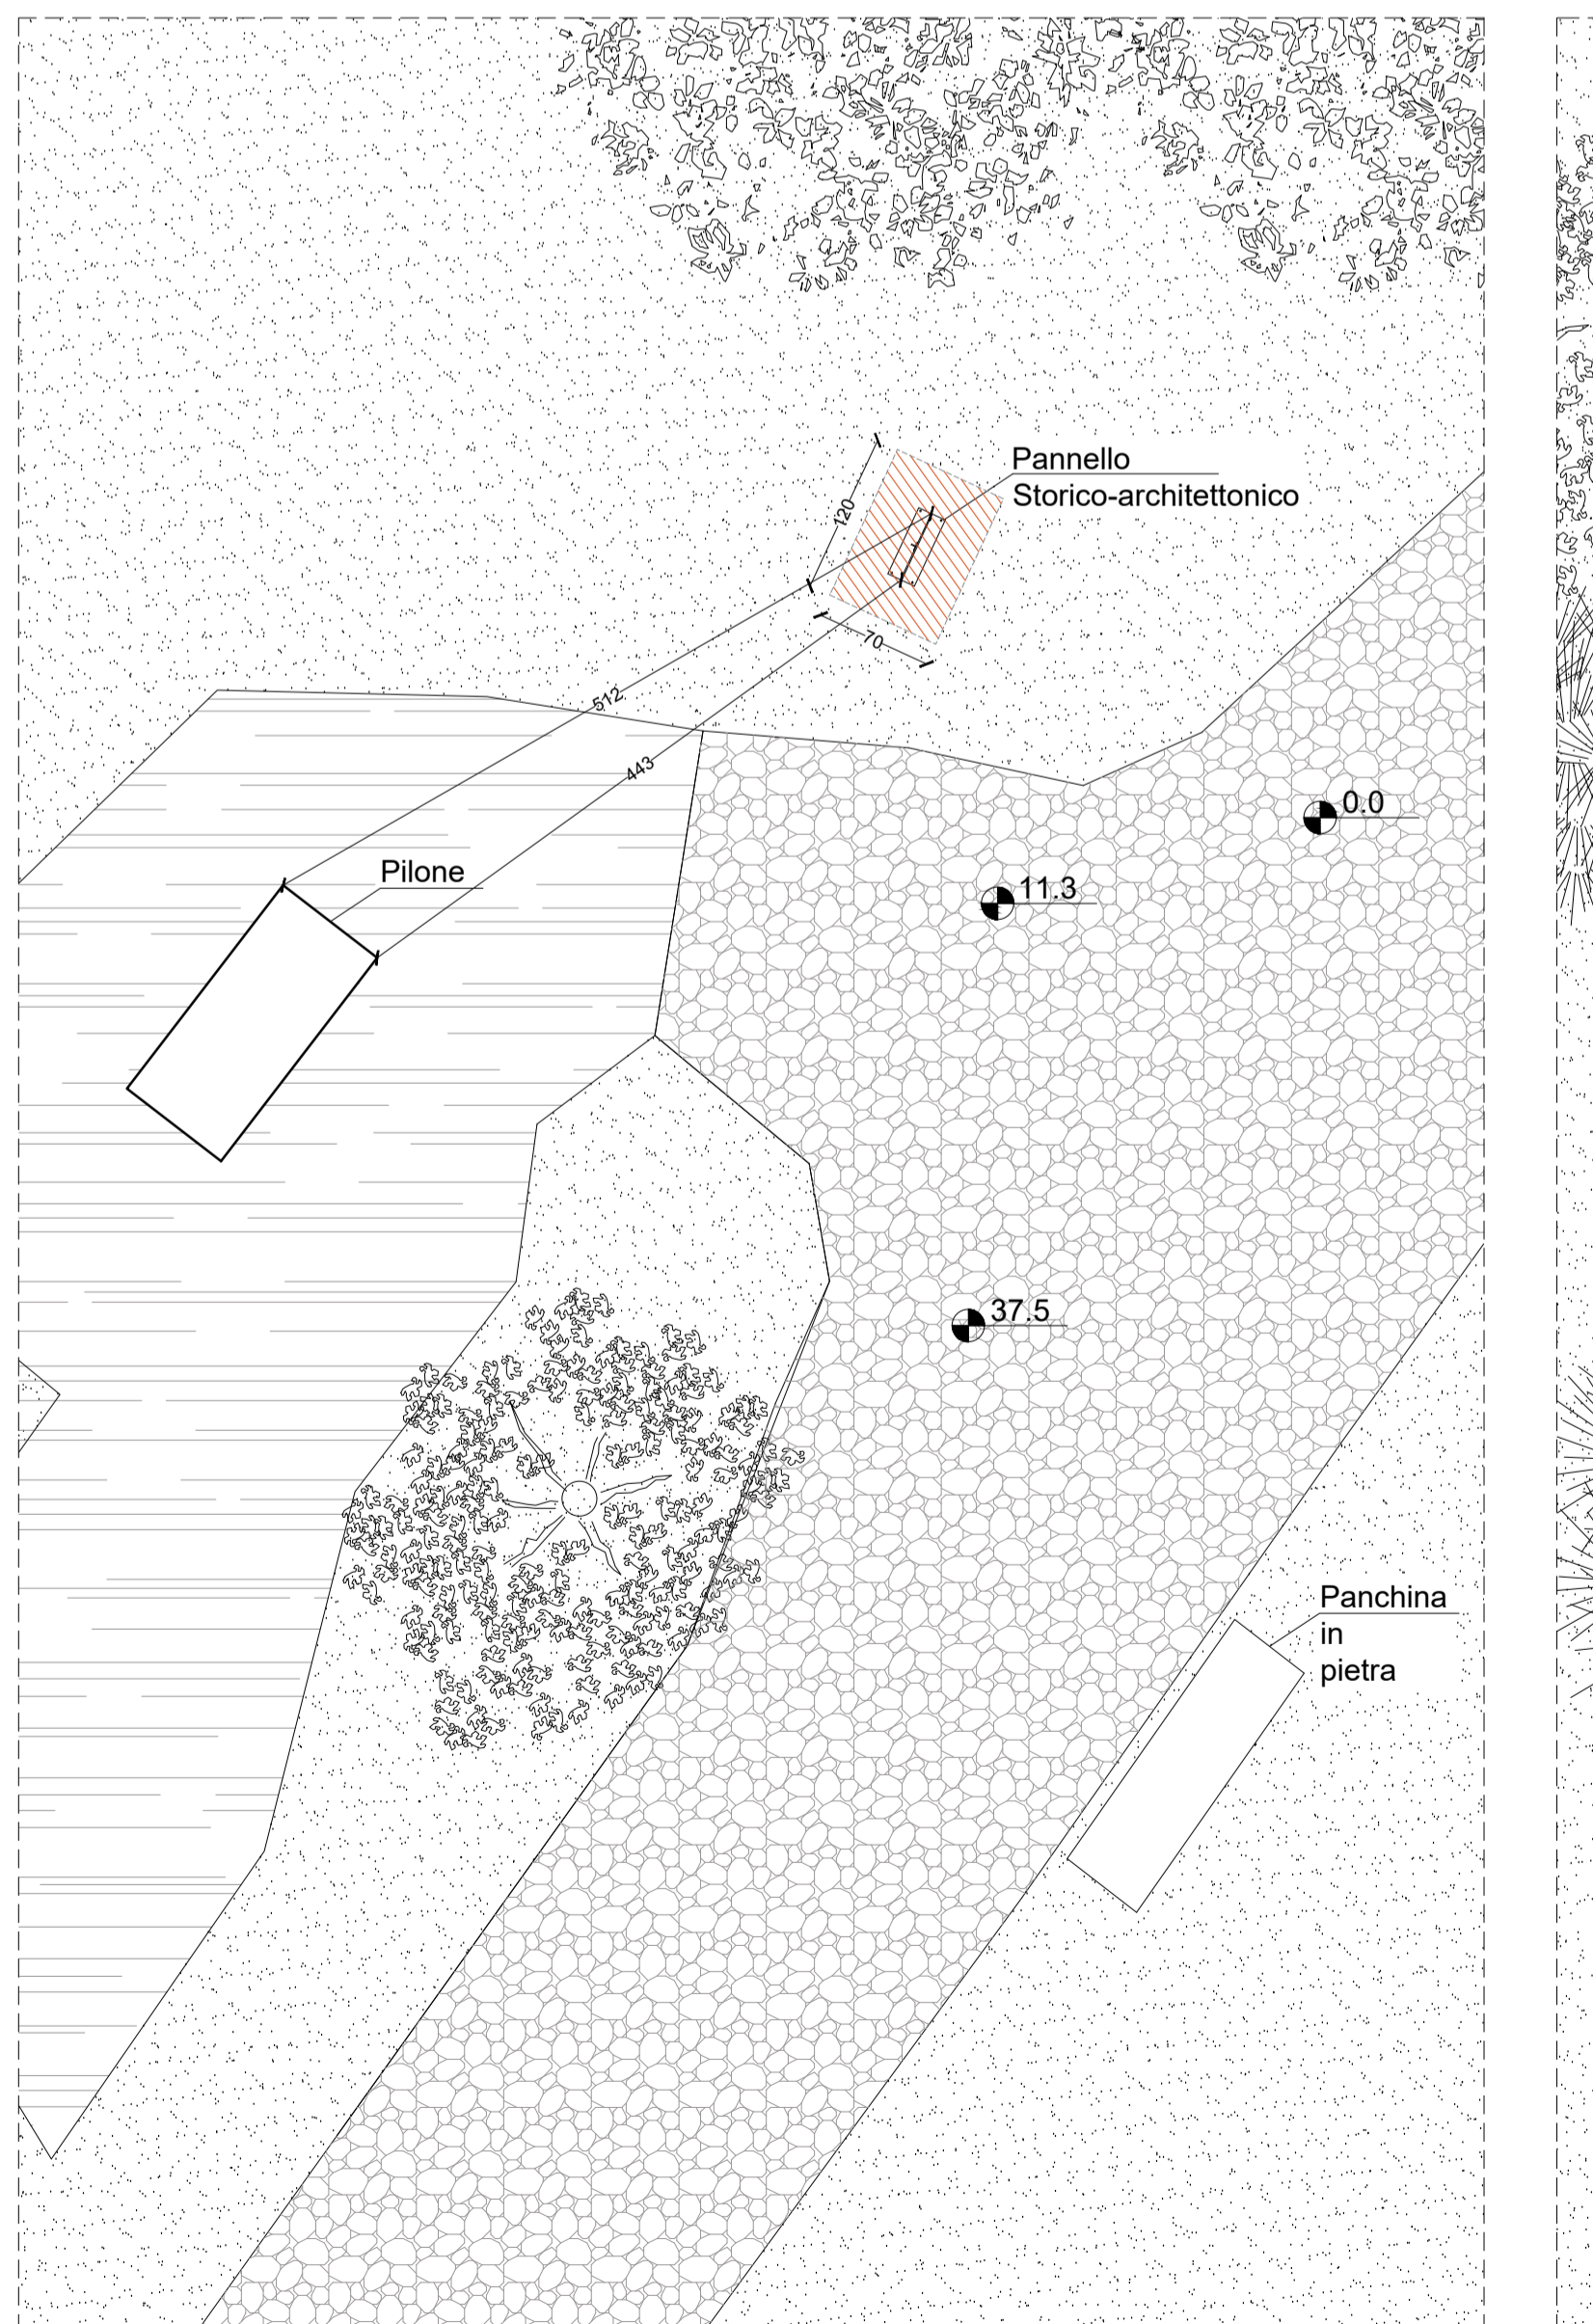 Pannello
Storico-architettonico
120
70
512
443
0.0
Pilone
11.3
37.5
Panchina
in
pietra